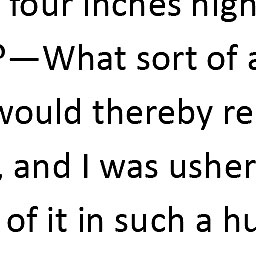 four inches high
?—What sort of a
would thereby re
, and I was usher
of it in such a hu